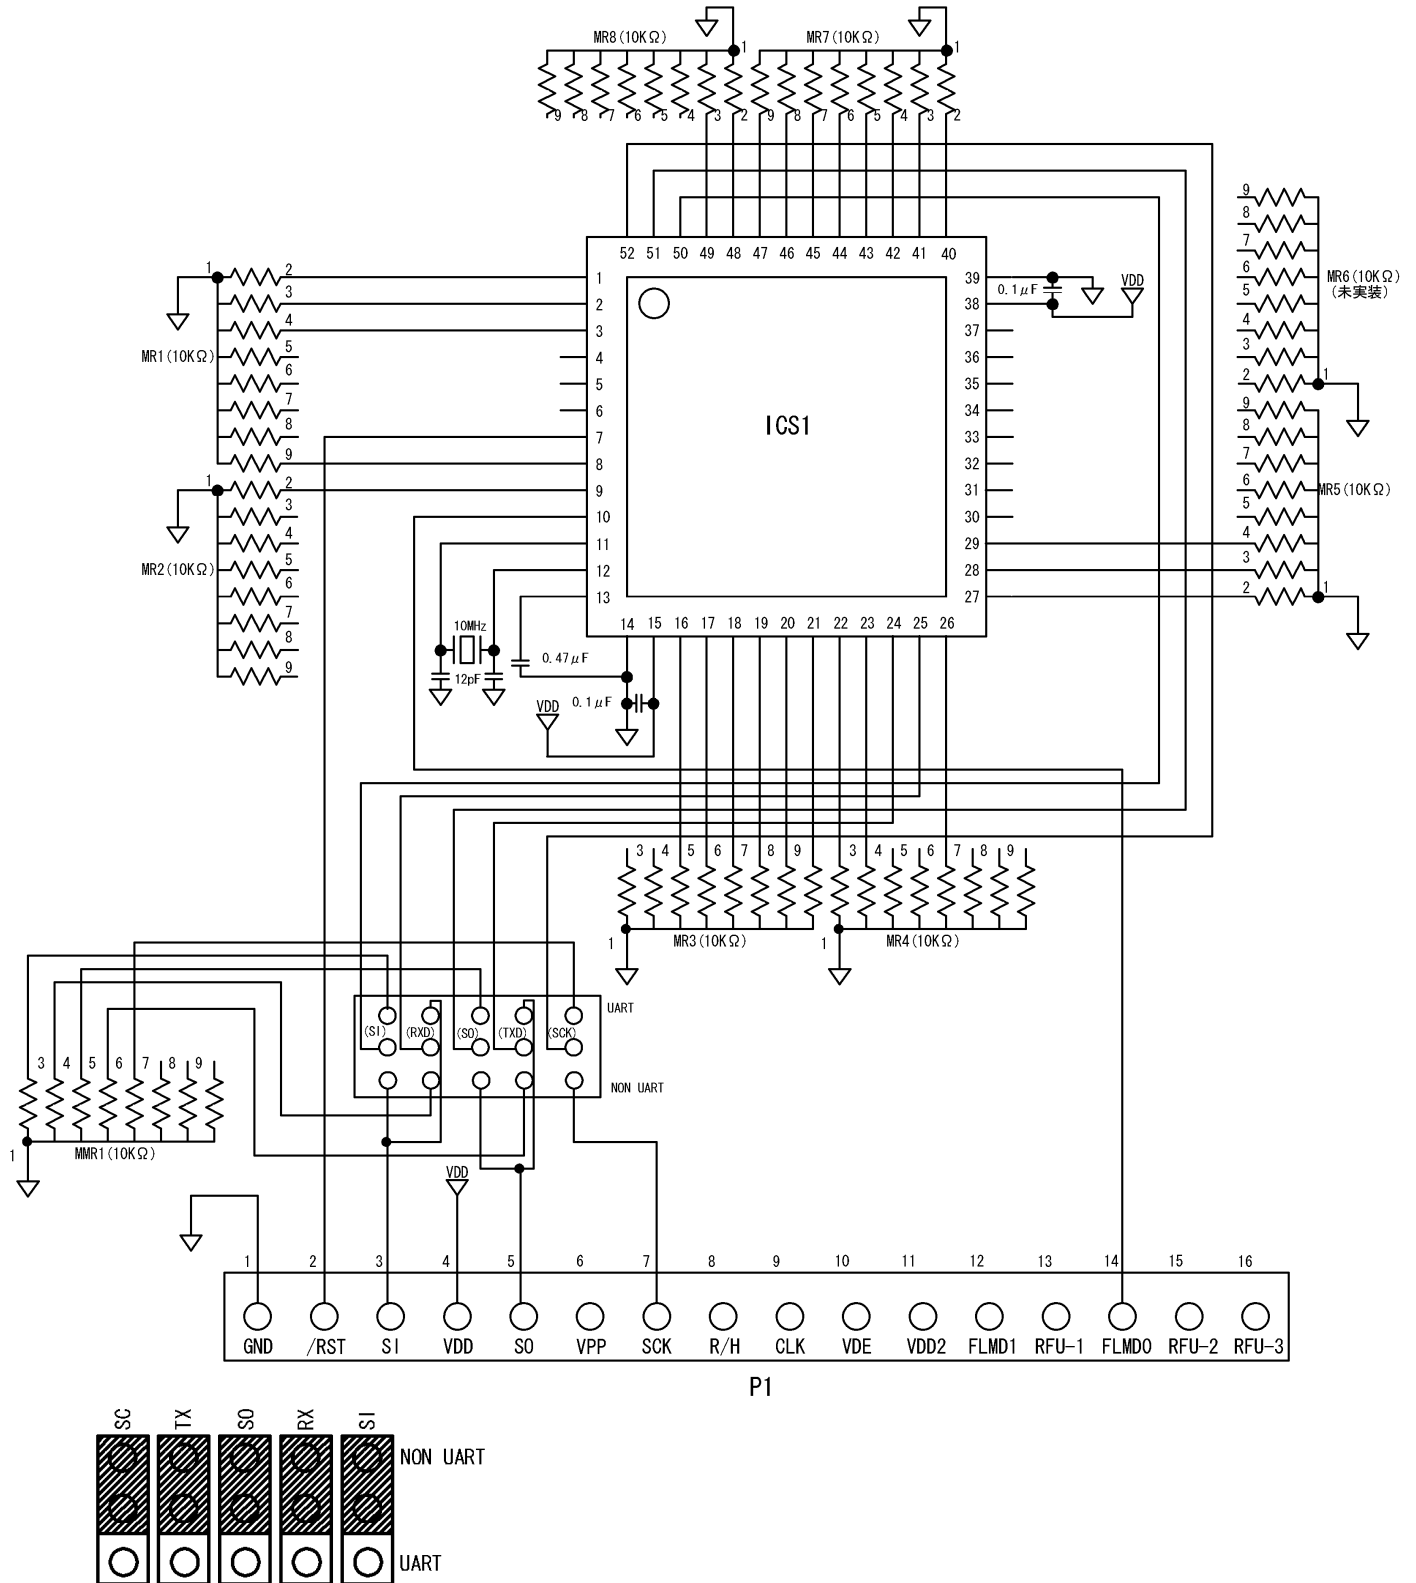 MR8(10KΩ)
1
MR7(10KΩ)
1
9 8 7 6 5 4 3 2 9 8 7 6 5 4 3 2
52 51 50 49 48 47 46 45 44 43 42 41 40
1 2 3 4 5 6 7 8 9 10 11 12 13
39 38 37 36 35 34 33 32 31 30 29 28 27
14 15 16 17 18 19 20 21 22 23 24 25 26
ICS1
1
2
3
4
MR1(10KΩ)
5
6
7
8
9
1
2
3
4
MR2(10KΩ)
5
6
7
8
9
0.1μF
VDD
9
8
7
6
MR6(10KΩ)
(未実装)
5
4
3
2
1
9
8
7
6
MR5(10KΩ)
5
4
3
2
1
10MHz
12pF
0.47μF
0.1μF
VDD
3 4 5 6 7 8 9 3 4 5 6 7 8 9
1
MR3(10KΩ)
1
MR4(10KΩ)
UART
(SI) (RXD) (SO) (TXD) (SCK)
NON UART
3 4 5 6 7 8 9
1
MMR1(10KΩ)
VDD
1 2 3 4 5 6 7 8 9 10 11 12 13 14 15 16
GND /RST SI VDD SO VPP SCK R/H CLK VDE VDD2 FLMD1 RFU-1 FLMD0 RFU-2 RFU-3
P1
SC TX SO RX SI
NON UART
UART